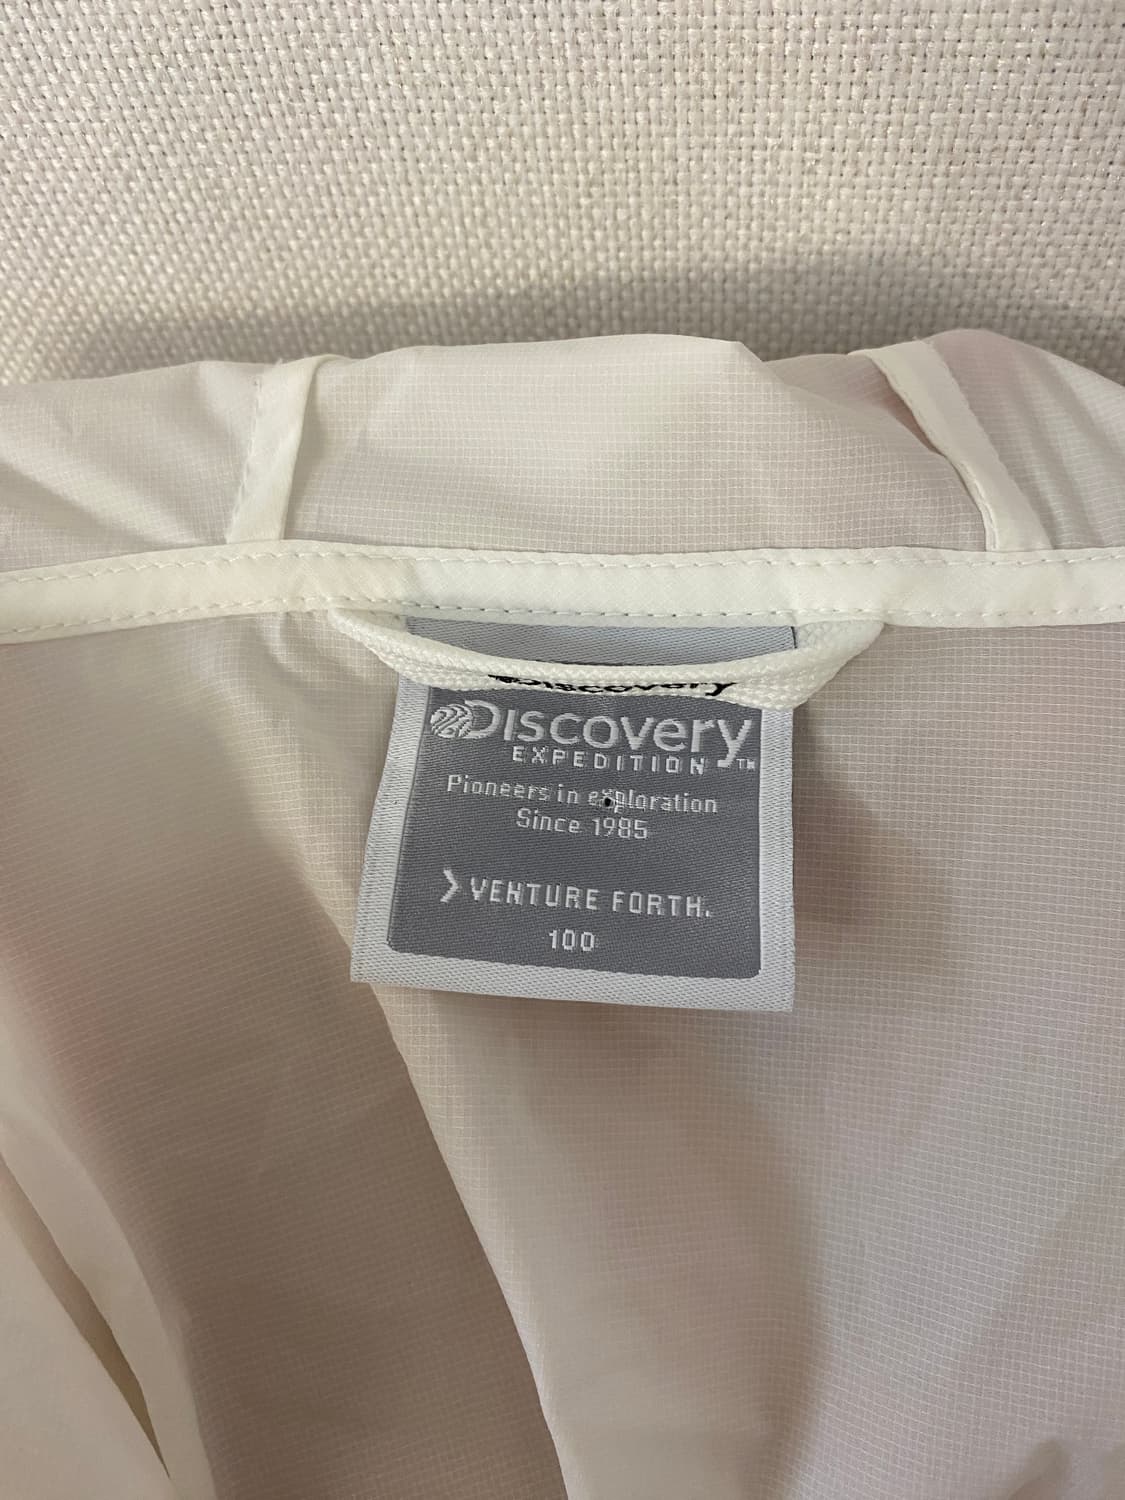 Discovery
Discovery
EXPEDITION™
Pioneers in exploration
Since 1985
❯ VENTURE FORTH.
100